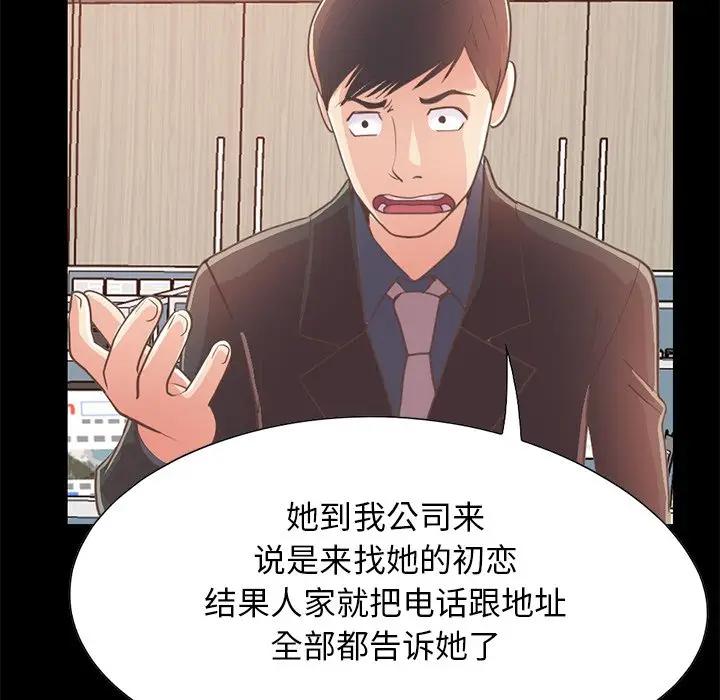 她到我公司来
说是来找她的初恋
结果人家就把电话跟地址
全部都告诉她了